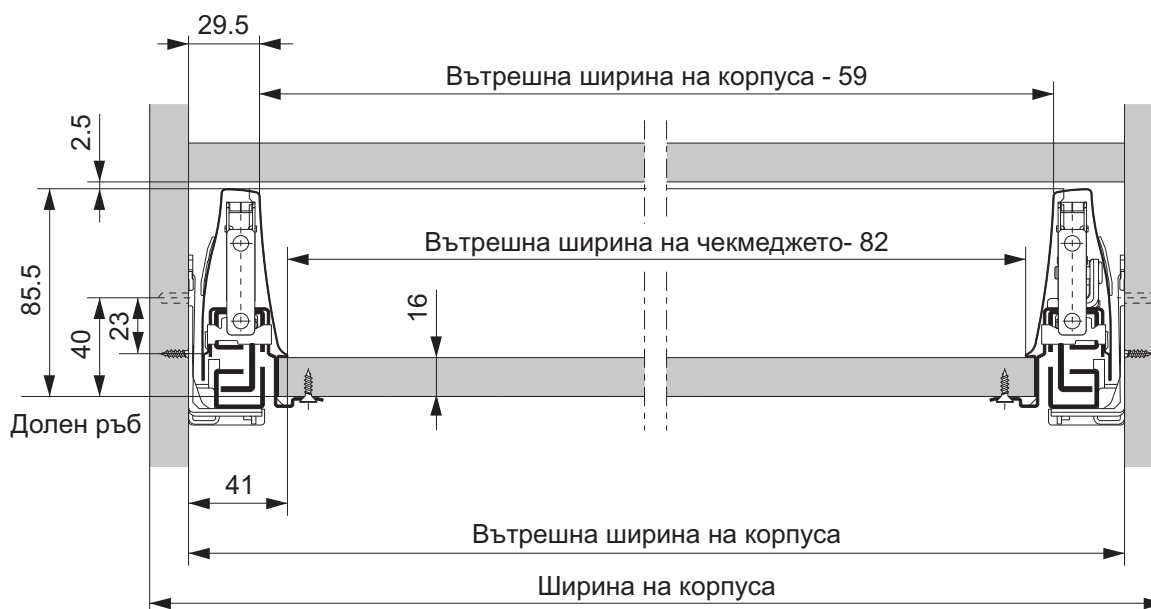 29.5
Вътрешна ширина на корпуса - 59
2.5
Вътрешна ширина на чекмеджето- 82
85.5
40
23
16
Долен ръб
41
Вътрешна ширина на корпуса
Ширина на корпуса